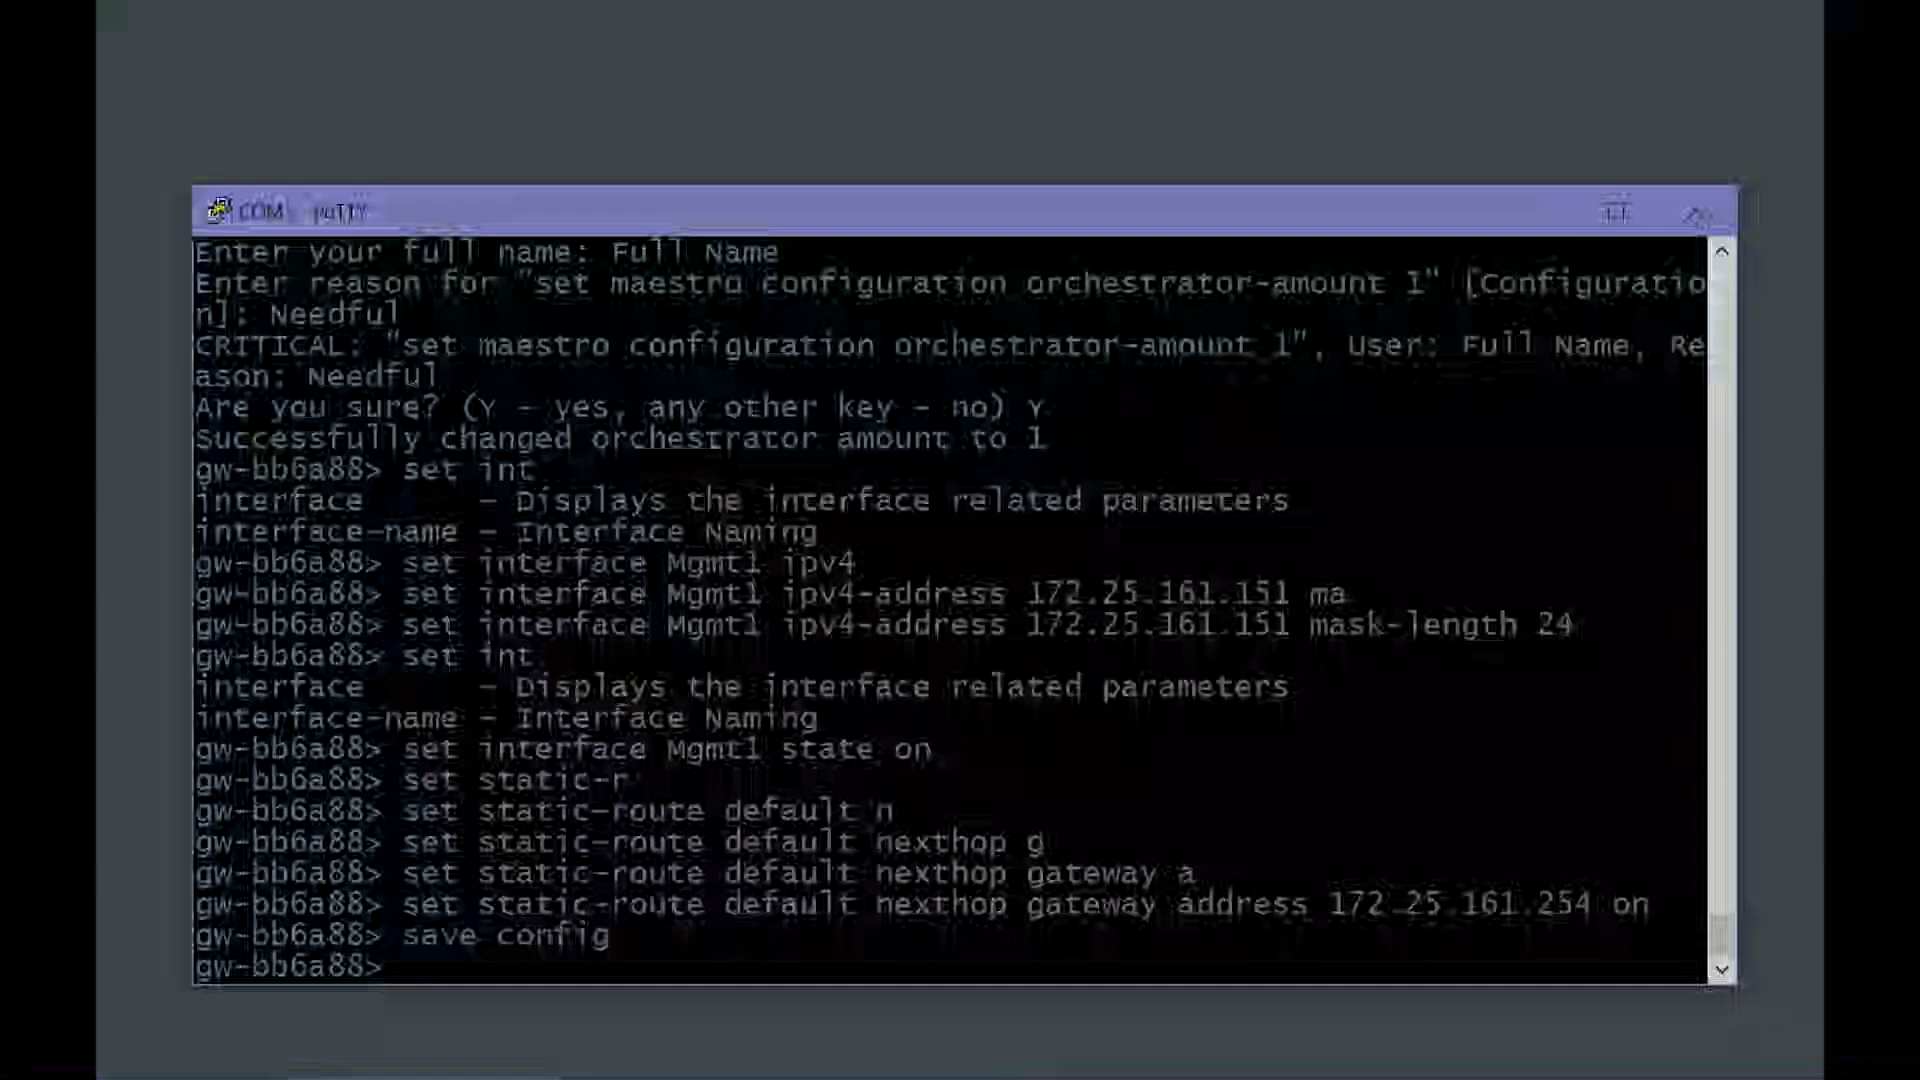 COM PuTTY
Enter your full name: Full Name
Enter reason for "set maestro configuration orchestrator-amount 1" [Configuratio
n]: Needful
CRITICAL: "set maestro configuration orchestrator-amount 1", User: Full Name, Re
ason: Needful
Are you sure? (Y - yes, any other key - no) Y
Successfully changed orchestrator amount to 1
gw-bb6a88> set int
interface - Displays the interface related parameters
interface-name - Interface Naming
gw-bb6a88> set interface Mgmt1 ipv4
gw-bb6a88> set interface Mgmt1 ipv4-address 172.25.161.151 ma
gw-bb6a88> set interface Mgmt1 ipv4-address 172.25.161.151 mask-length 24
gw-bb6a88> set int
interface - Displays the interface related parameters
interface-name - Interface Naming
gw-bb6a88> set interface Mgmt1 state on
gw-bb6a88> set static-r
gw-bb6a88> set static-route default n
gw-bb6a88> set static-route default nexthop g
gw-bb6a88> set static-route default nexthop gateway a
gw-bb6a88> set static-route default nexthop gateway address 172.25.161.254 on
gw-bb6a88> save config
gw-bb6a88>